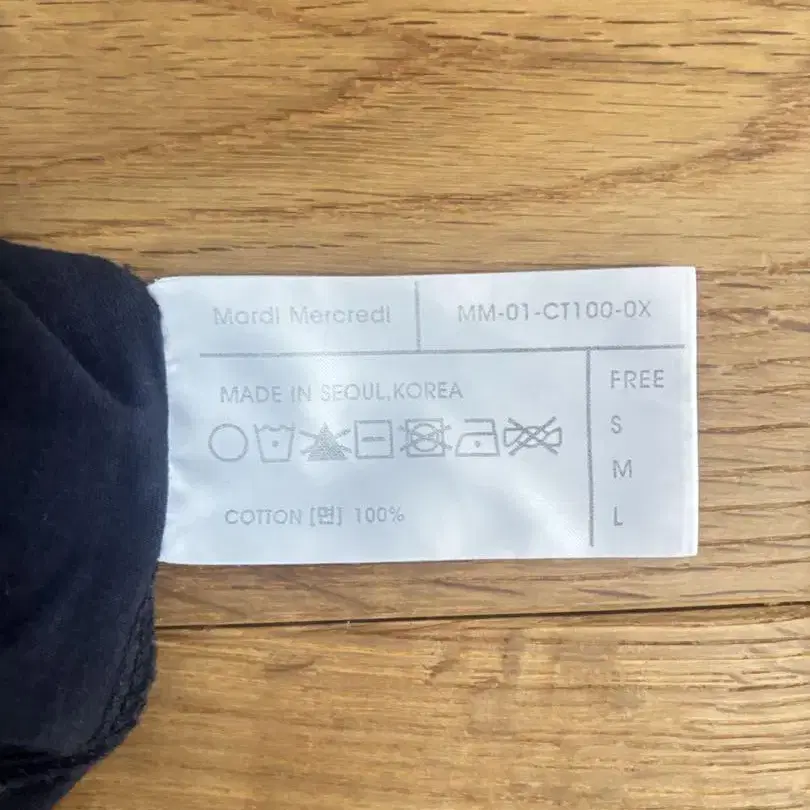 Mardi Mercredi
MM-01-CT100-0X
MADE IN SEOUL,KOREA
COTTON [면] 100%
FREE
S
M
L